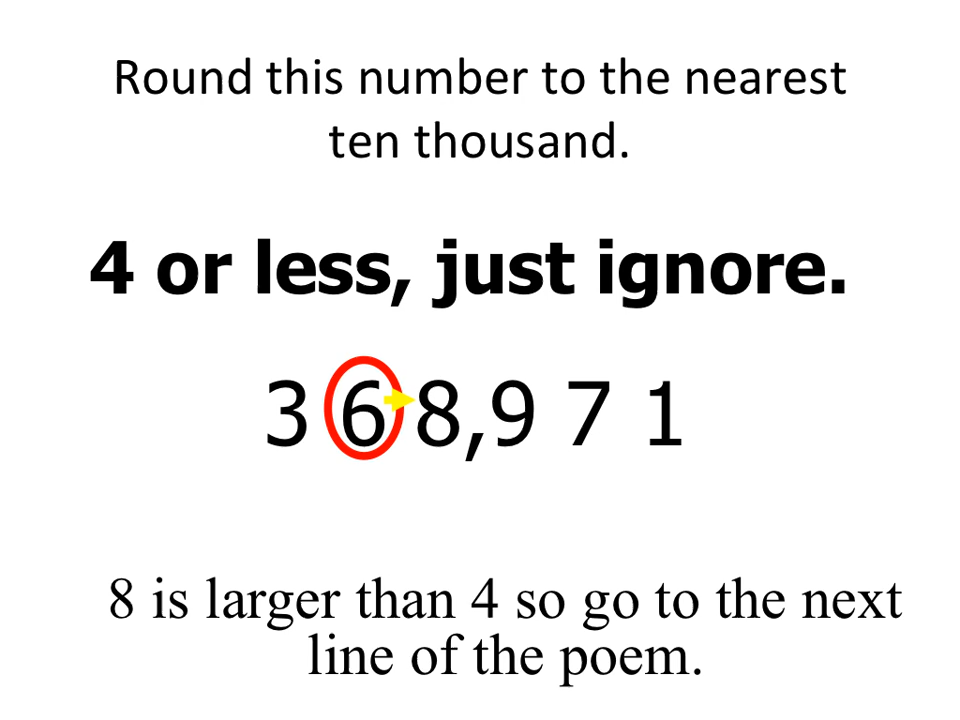 Round this number to the nearest
ten thousand.
4 or less, just ignore.
3 6 8,9 7 1
8 is larger than 4 so go to the next
line of the poem.